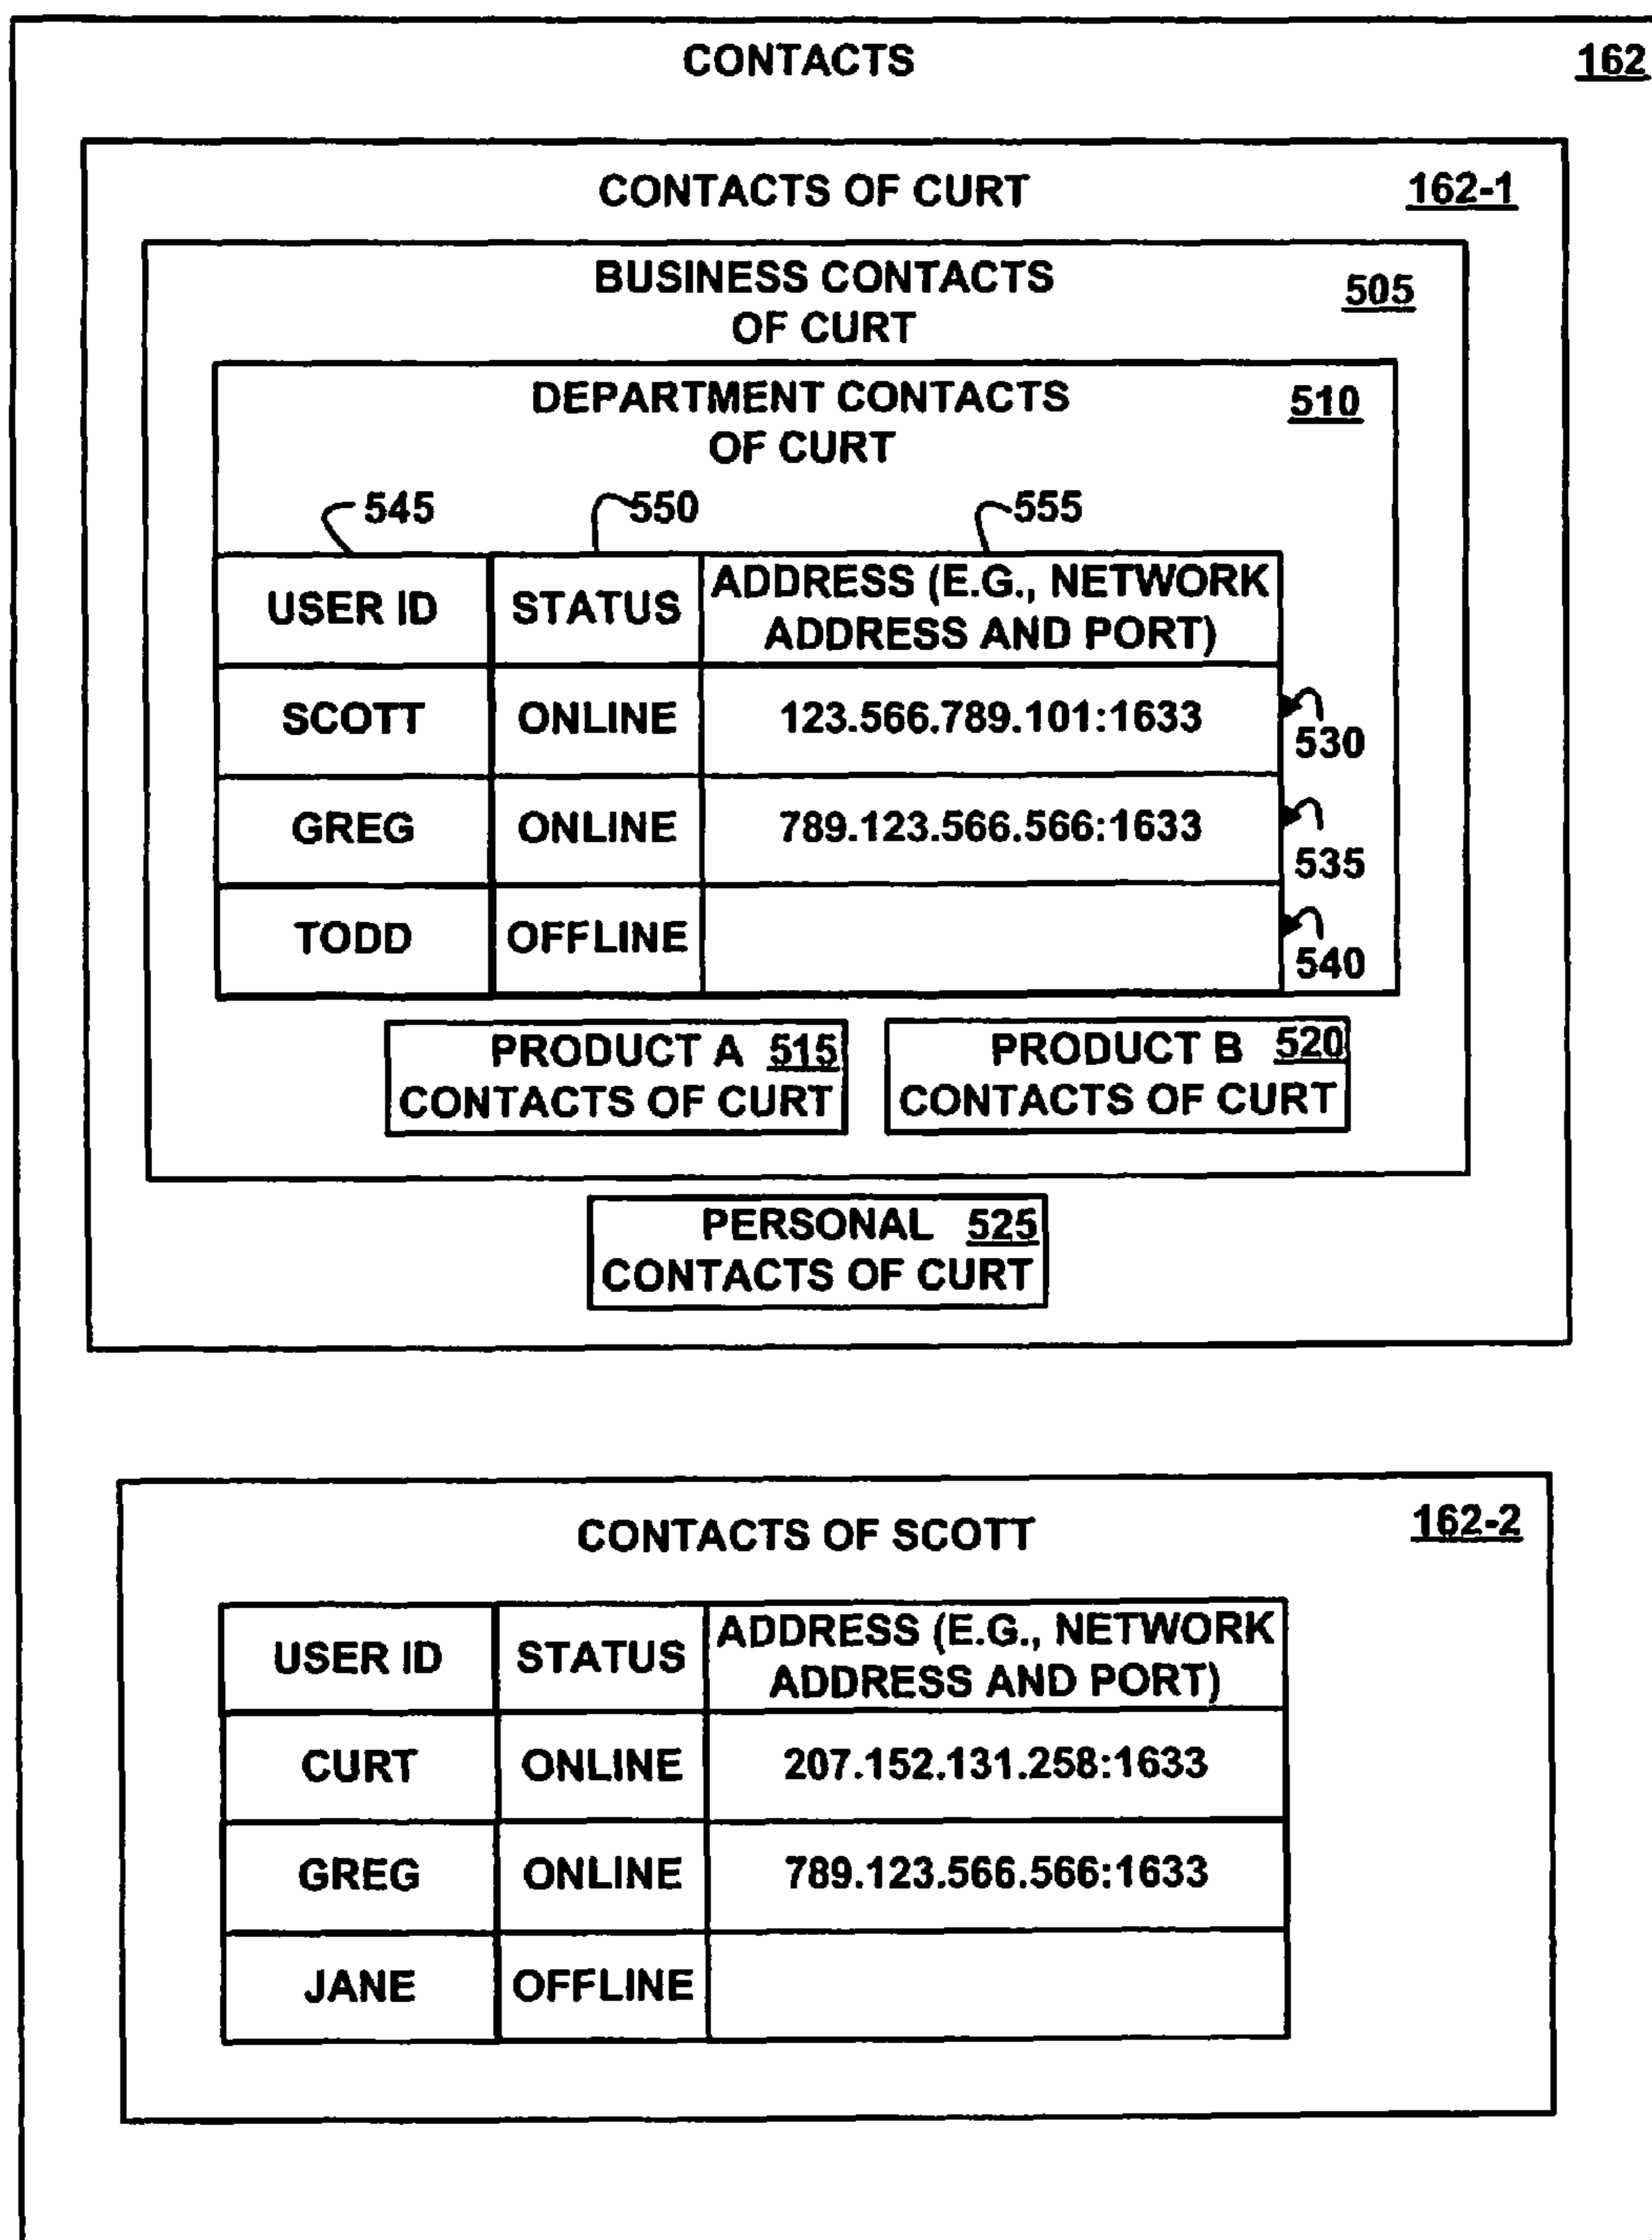 CONTACTS 162
CONTACTS OF CURT 162-1
BUSINESS CONTACTS 505
OF CURT
DEPARTMENT CONTACTS 510
OF CURT
545 550 555
USER ID STATUS ADDRESS (E.G., NETWORK
ADDRESS AND PORT)
SCOTT ONLINE 123.566.789.101:1633
530
GREG ONLINE 789.123.566.566:1633
535
TODD OFFLINE
540
PRODUCT A 515
CONTACTS OF CURT
PRODUCT B 520
CONTACTS OF CURT
PERSONAL 525
CONTACTS OF CURT
CONTACTS OF SCOTT 162-2
USER ID STATUS ADDRESS (E.G., NETWORK
ADDRESS AND PORT)
CURT ONLINE 207.152.131.258:1633
GREG ONLINE 789.123.566.566:1633
JANE OFFLINE